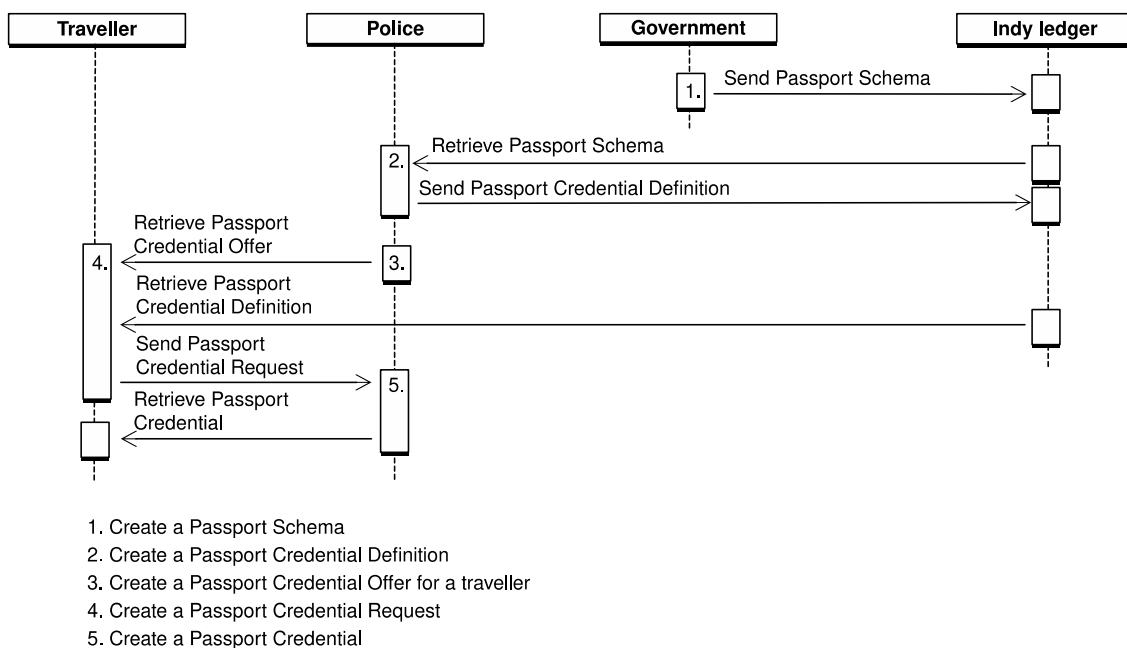 Traveller
Police
Government
Indy ledger
1.
Send Passport Schema
2.
Retrieve Passport Schema
Send Passport Credential Definition
Retrieve Passport
Credential Offer
4.
3.
Retrieve Passport
Credential Definition
Send Passport
Credential Request
5.
Retrieve Passport
Credential
1. Create a Passport Schema
2. Create a Passport Credential Definition
3. Create a Passport Credential Offer for a traveller
4. Create a Passport Credential Request
5. Create a Passport Credential